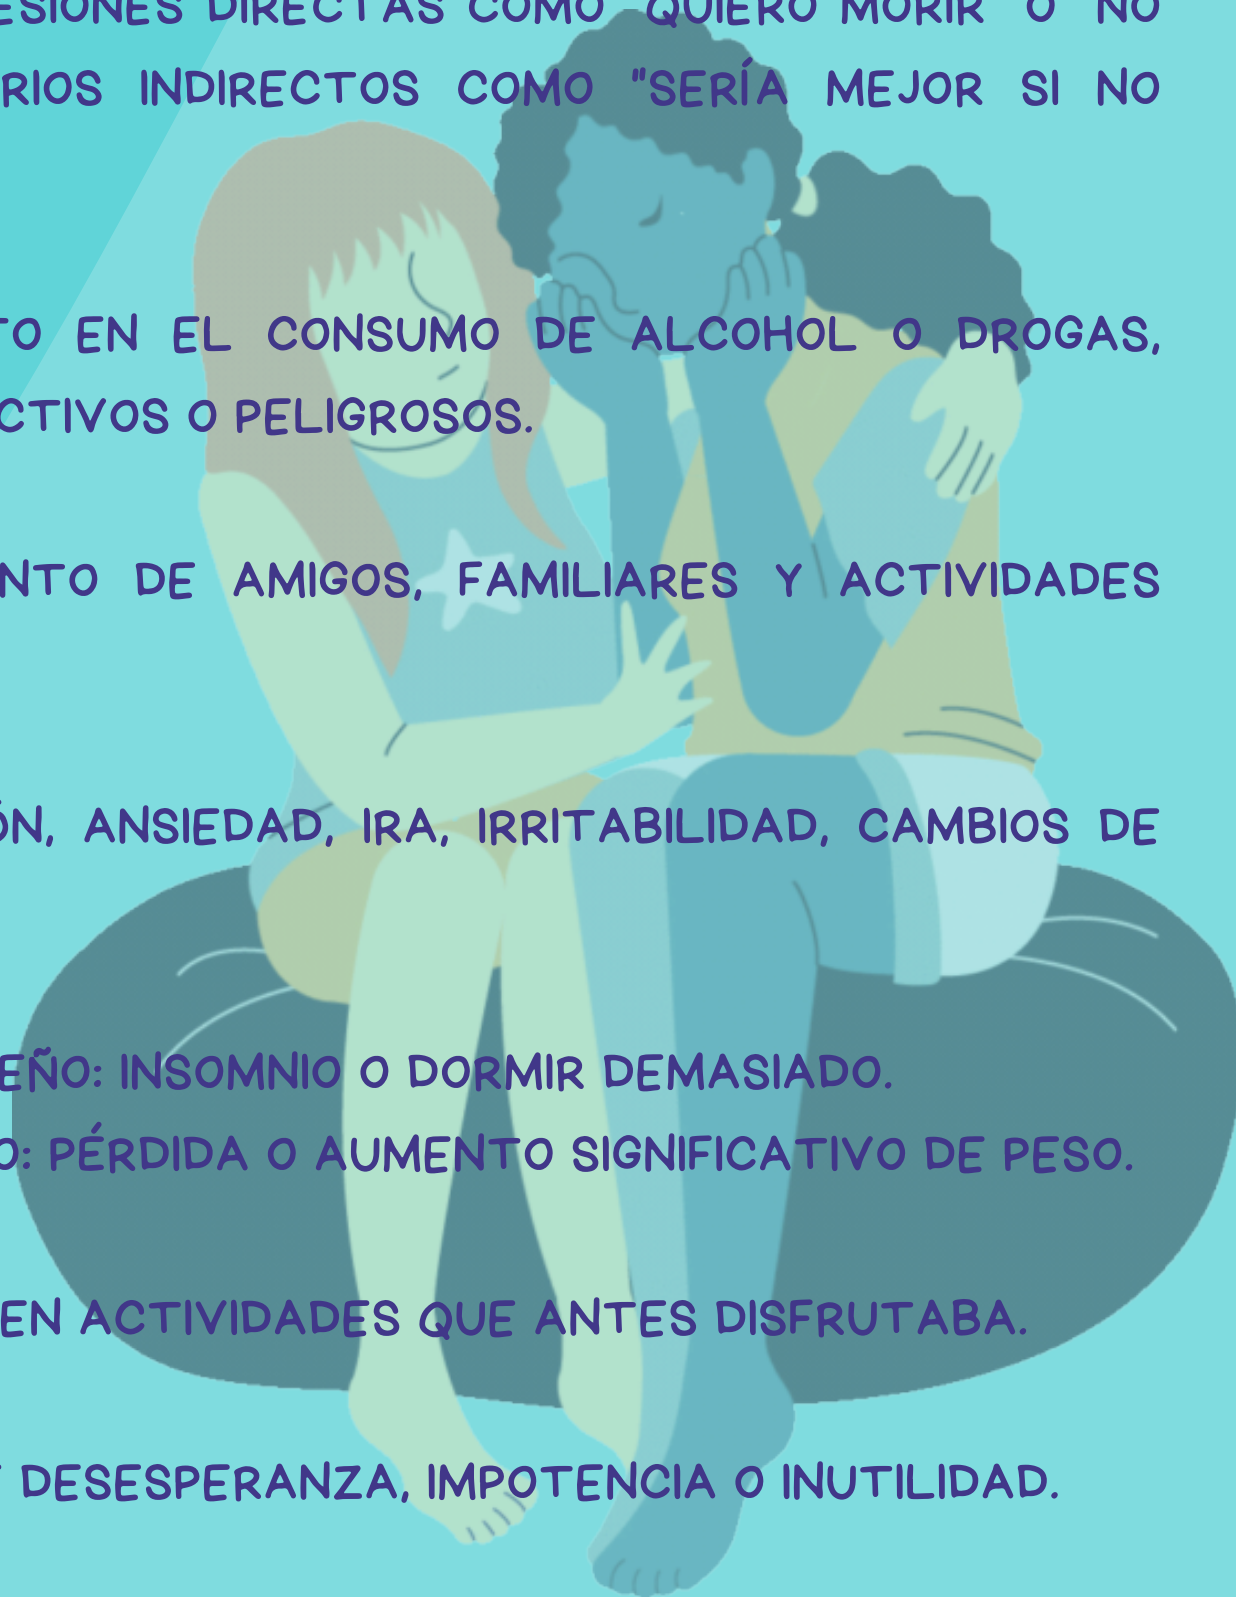 ESIONES DIRECTAS COMO "QUIERO MORIR" O "NO
RIOS INDIRECTOS COMO "SERÍA MEJOR SI NO
TO EN EL CONSUMO DE ALCOHOL O DROGAS,
CTIVOS O PELIGROSOS.
NTO DE AMIGOS, FAMILIARES Y ACTIVIDADES
ÓN, ANSIEDAD, IRA, IRRITABILIDAD, CAMBIOS DE
EÑO: INSOMNIO O DORMIR DEMASIADO.
O: PÉRDIDA O AUMENTO SIGNIFICATIVO DE PESO.
EN ACTIVIDADES QUE ANTES DISFRUTABA.
DESESPERANZA, IMPOTENCIA O INUTILIDAD.